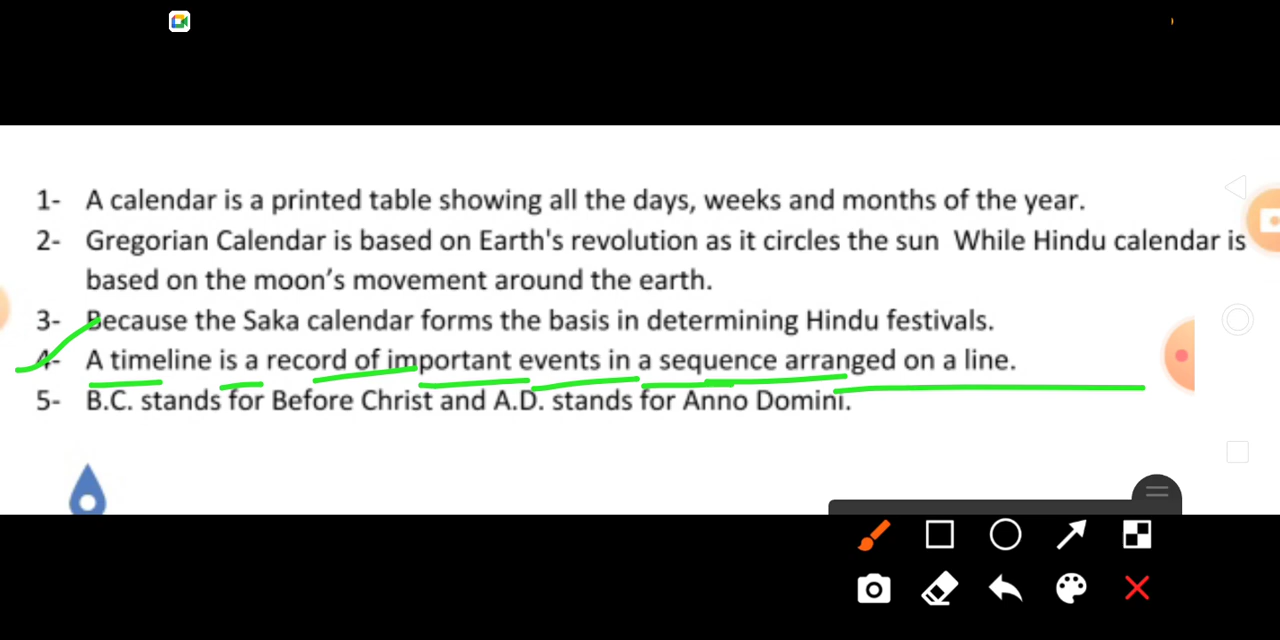 1- A calendar is a printed table showing all the days, weeks and months of the year.
2- Gregorian Calendar is based on Earth's revolution as it circles the sun While Hindu calendar is
based on the moon’s movement around the earth.
3- Because the Saka calendar forms the basis in determining Hindu festivals.
4- A timeline is a record of important events in a sequence arranged on a line.
5- B.C. stands for Before Christ and A.D. stands for Anno Domini.